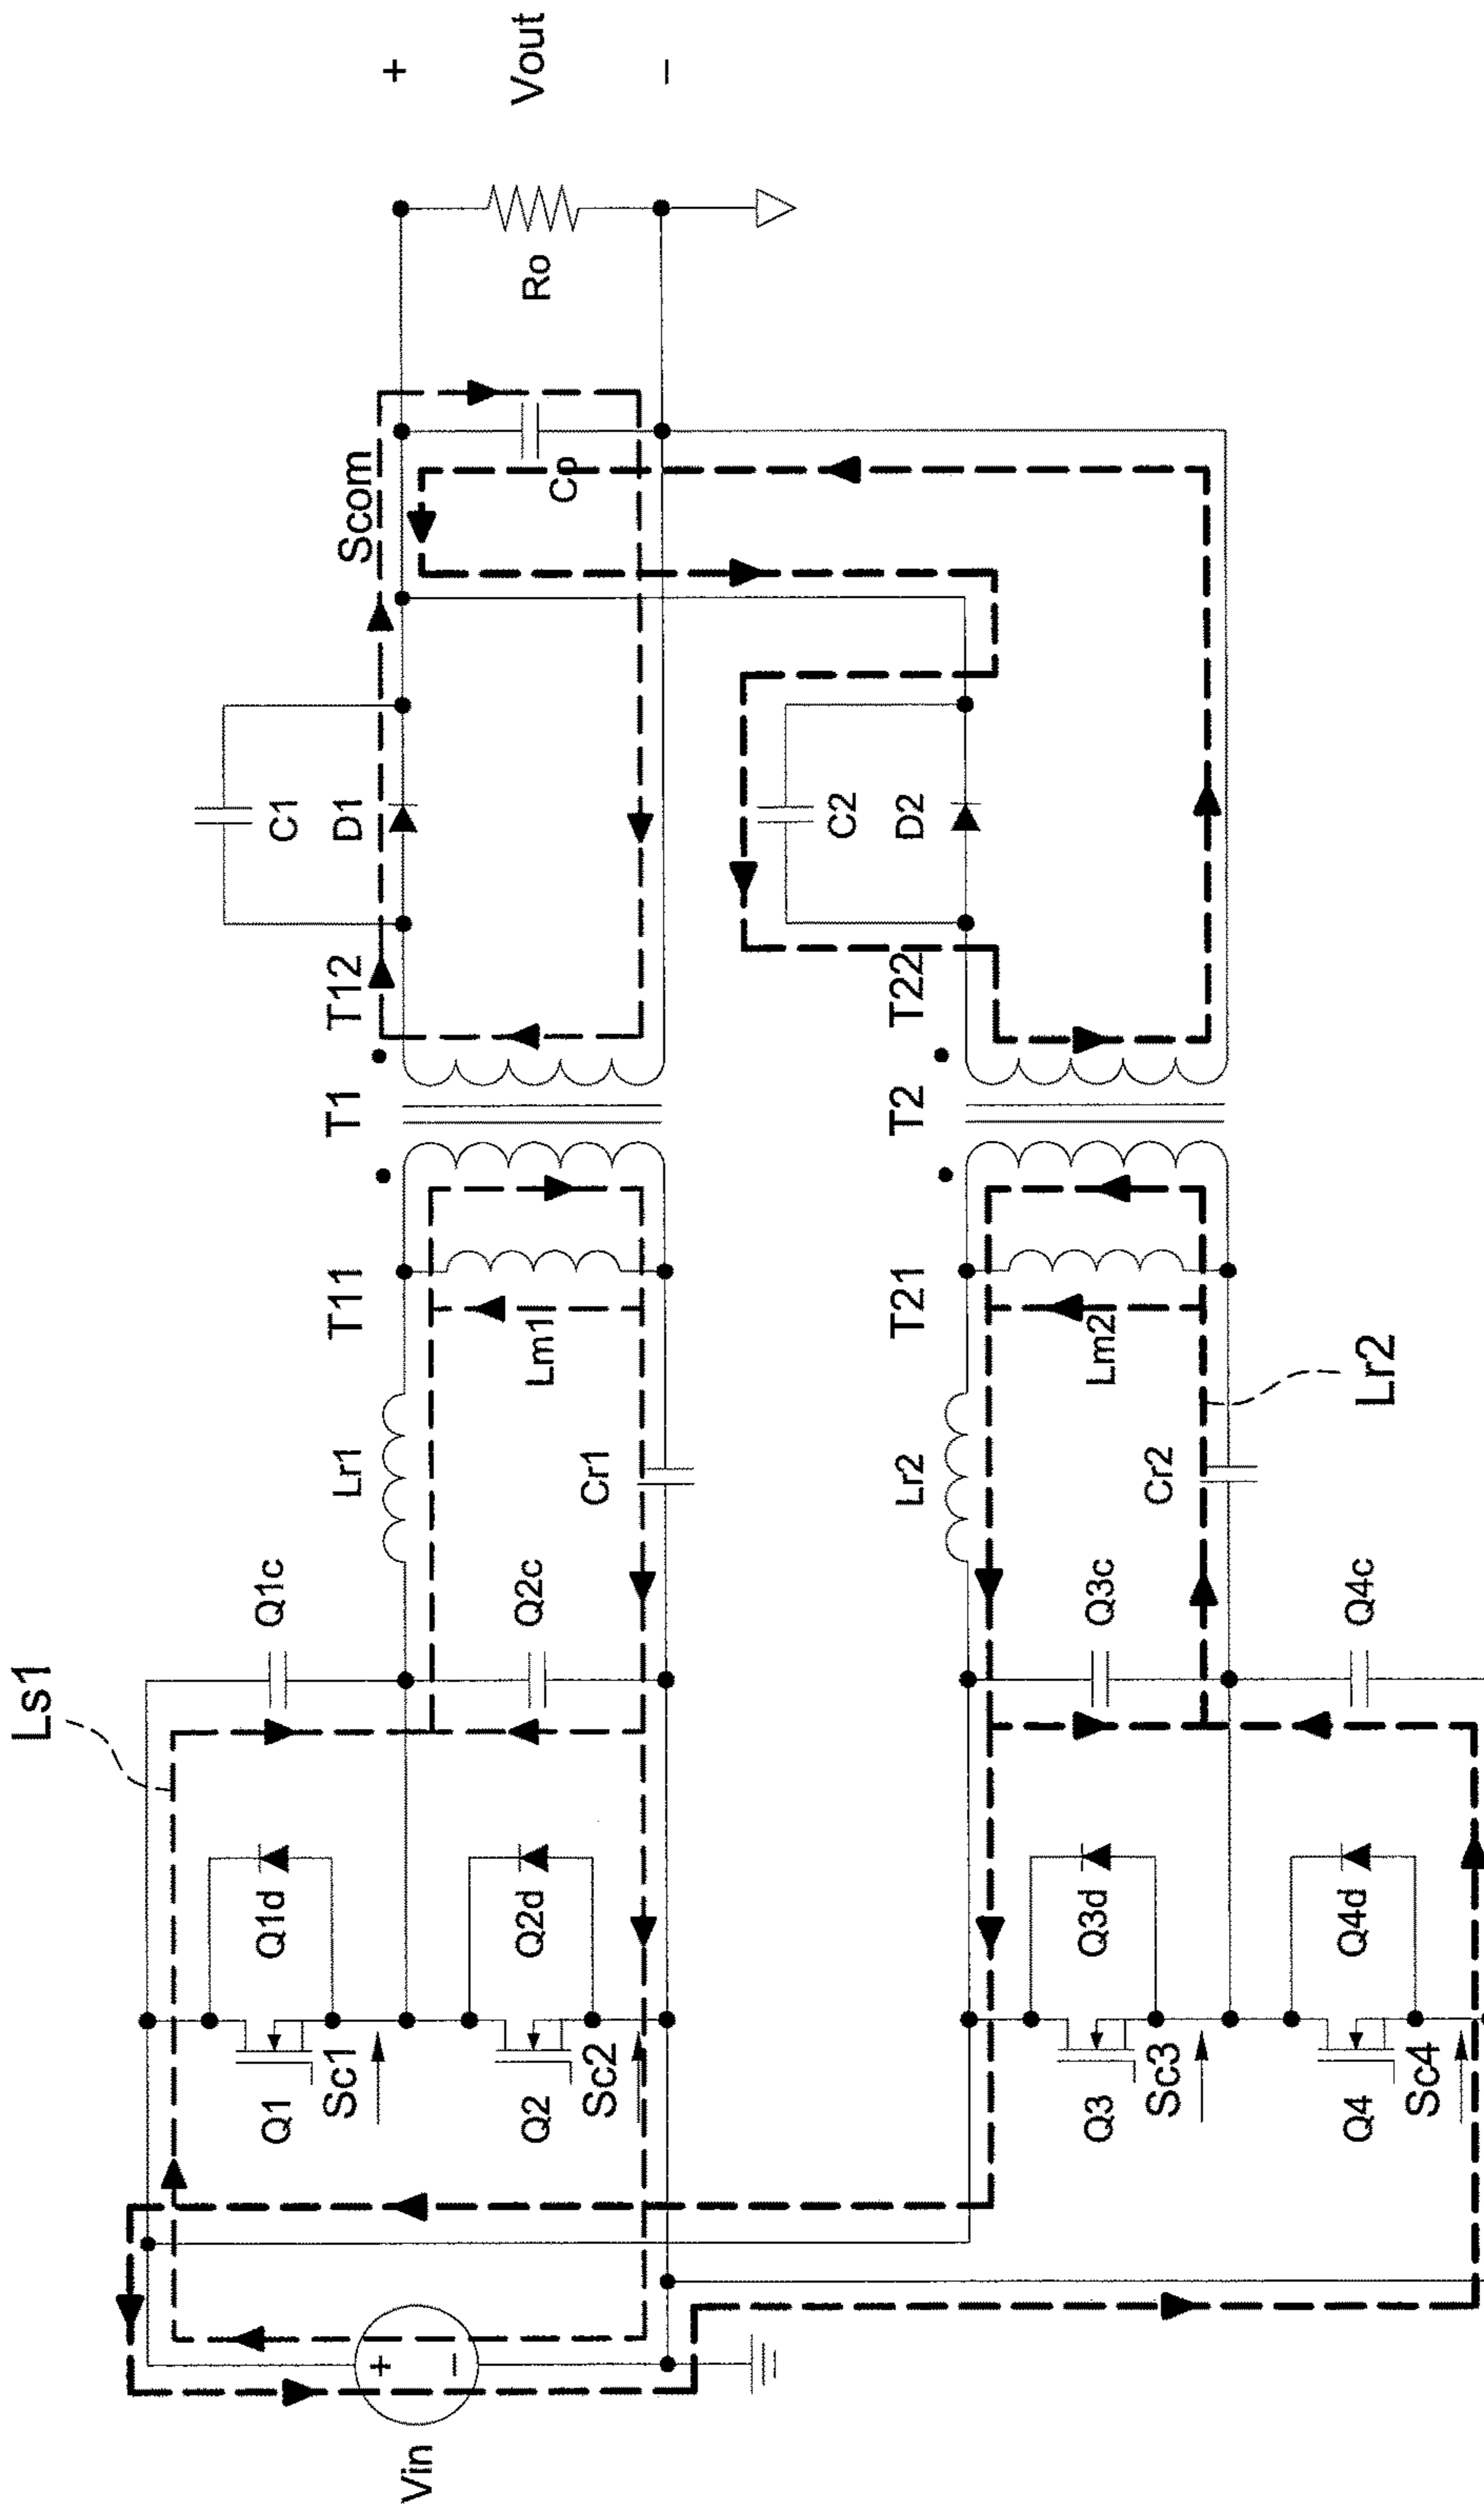 Ls1
Vin
+
−
Q1
Sc1
Q1d
Q1c
Q2
Sc2
Q2d
Q2c
Lr1
Cr1
T11
Lm1
T1
T12
C1
D1
Scom
Cp
Ro
+
Vout
−
Q3
Sc3
Q3d
Q3c
Q4
Sc4
Q4d
Q4c
Lr2
Cr2
T21
Lm2
Lr2
T2
T22
C2
D2